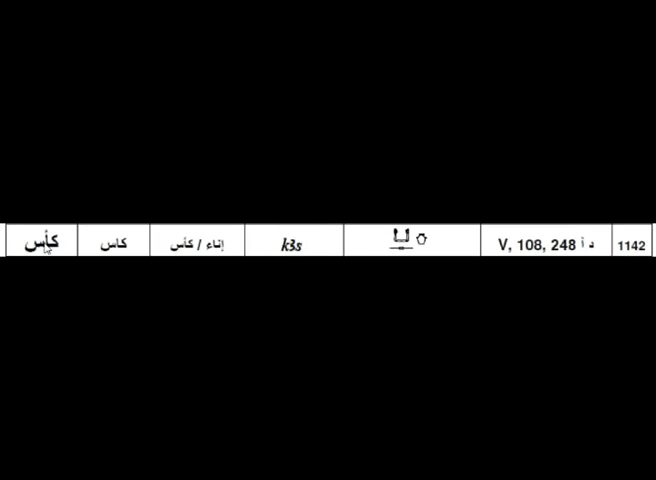 1142 د أ V, 108, 248 k3s إناء / كأس كاس كأس